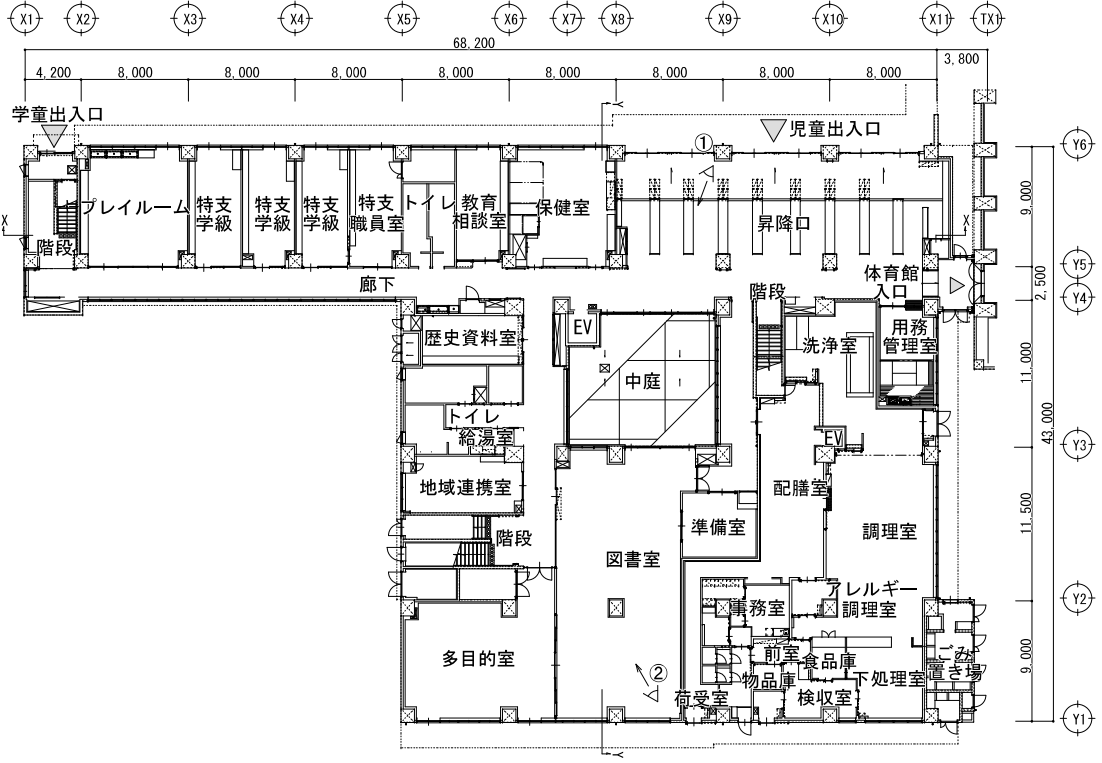 X1 X2 X3 X4 X5 X6 X7 X8 X9 X10 X11 TX1
68,200
4,200 8,000 8,000 8,000 8,000 8,000 8,000 8,000 8,000 3,800
学童出入口
児童出入口
Y
①
Y6
プレイルーム
特支
学級
特支
学級
特支
学級
特支
職員室
トイレ
教育
相談室
保健室
昇降口
9,000
X
X
階段
廊下
体育館
入口
Y5
2,500
Y4
階段
EV
歴史資料室
中庭
洗浄室
用務
管理室
11,000
トイレ
給湯室
EV
43,000
Y3
地域連携室
配膳室
準備室
調理室
11,500
階段
図書室
アレルギー
調理室
事務室
Y2
多目的室
前室
食品庫
ごみ
置き場
9,000
②
物品庫
下処理室
荷受室
検収室
Y1
Y